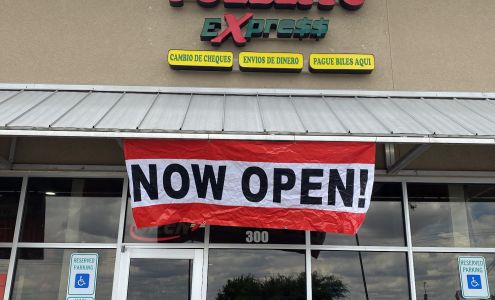 EXpre$$
CAMBIO DE CHEQUES
ENVIOS DE DINERO
PAGUE BILES AQUI
NOW OPEN!
300
RESERVED
PARKING
RESERVED
PARKING